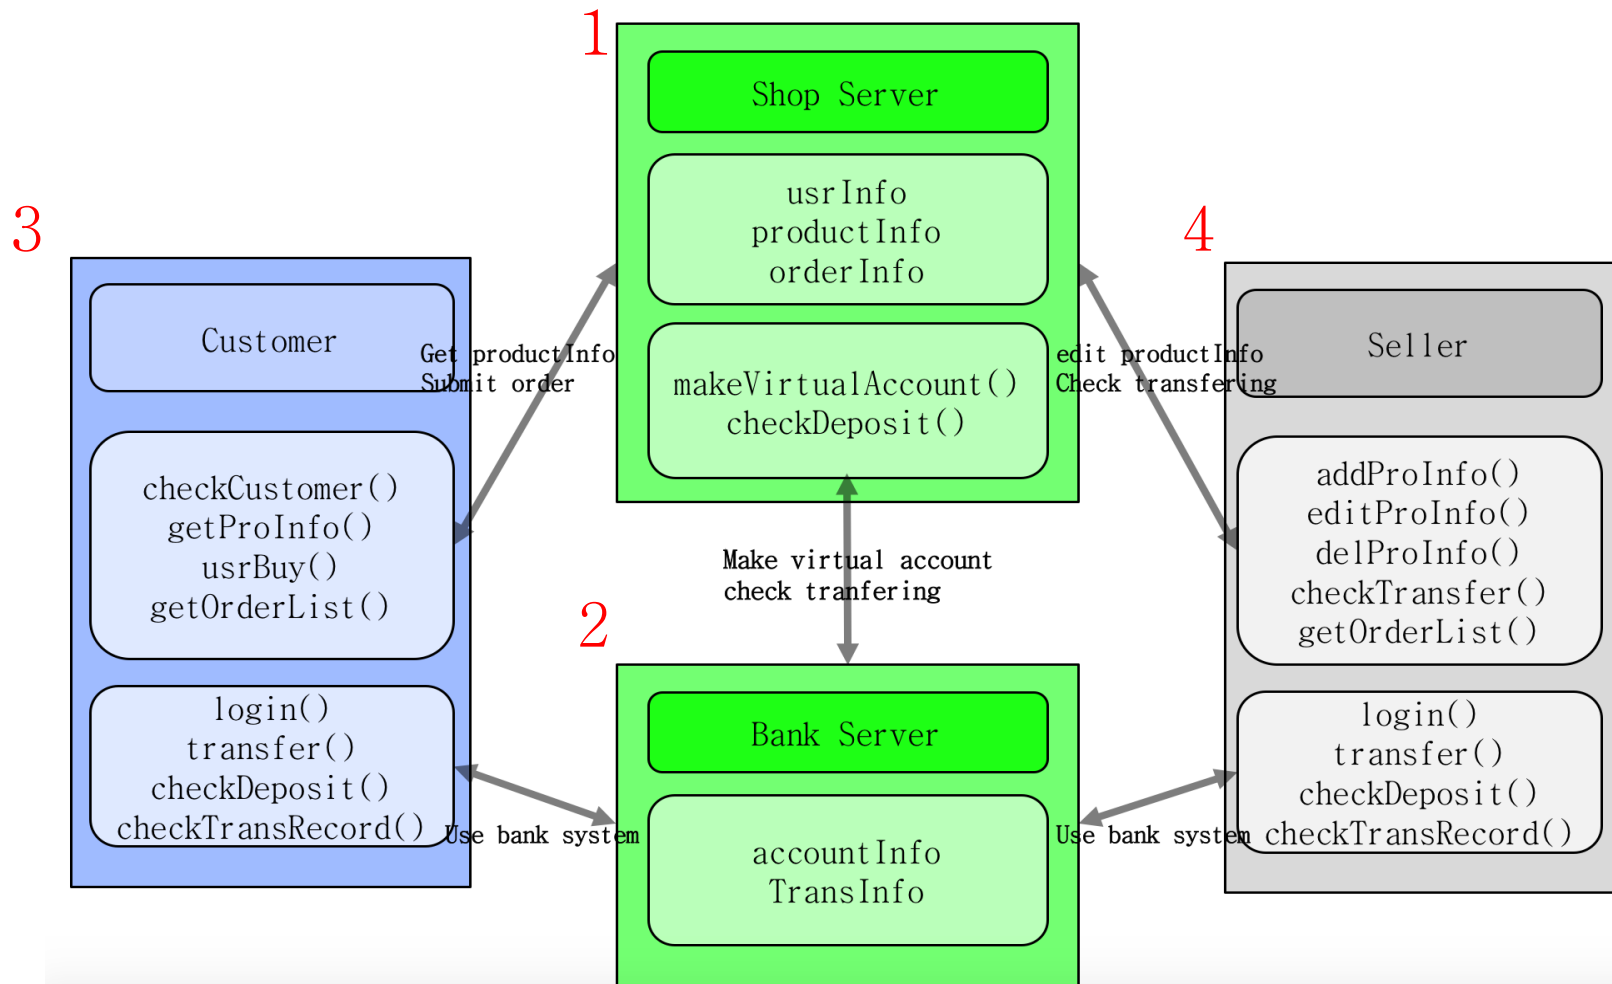 1
Shop Server
usrInfo
productInfo
orderInfo
makeVirtualAccount()
checkDeposit()
3
Customer
Get productInfo
Submit order
checkCustomer()
getProInfo()
usrBuy()
getOrderList()
login()
transfer()
checkDeposit()
checkTransRecord()
Use bank system
Make virtual account
check tranfering
2
Bank Server
accountInfo
TransInfo
4
Seller
edit productInfo
Check transfering
addProInfo()
editProInfo()
delProInfo()
checkTransfer()
getOrderList()
login()
transfer()
checkDeposit()
checkTransRecord()
Use bank system